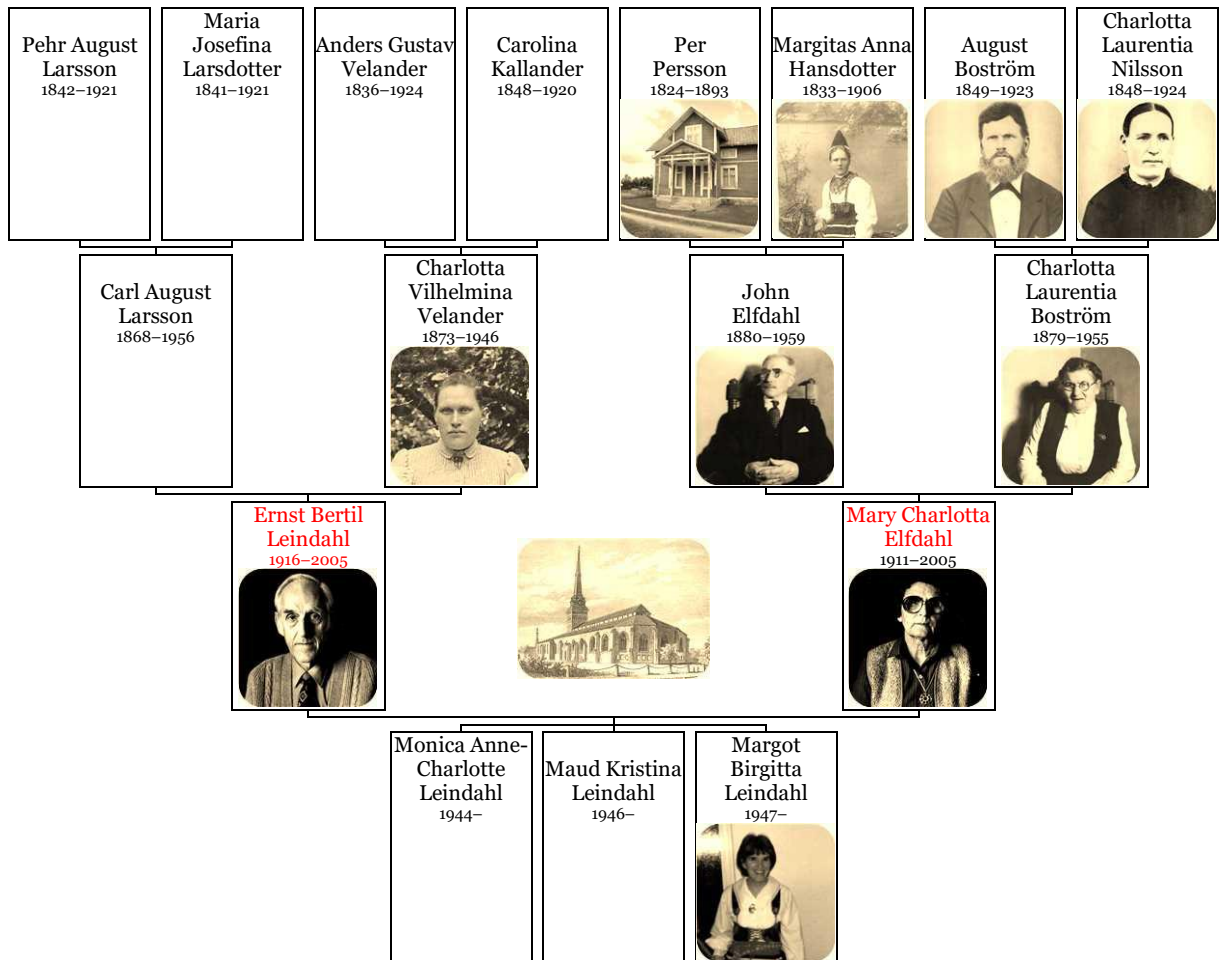 Pehr August
Larsson
1842–1921
Maria
Josefina
Larsdotter
1841–1921
Anders Gustav
Velander
1836–1924
Carolina
Kallander
1848–1920
Per
Persson
1824–1893
Margitas Anna
Hansdotter
1833–1906
August
Boström
1849–1923
Charlotta
Laurentia
Nilsson
1848–1924
Carl August
Larsson
1868–1956
Charlotta
Vilhelmina
Velander
1873–1946
John
Elfdahl
1880–1959
Charlotta
Laurentia
Boström
1879–1955
Ernst Bertil
Leindahl
1916–2005
Mary Charlotta
Elfdahl
1911–2005
Monica Anne-
Charlotte
Leindahl
1944–
Maud Kristina
Leindahl
1946–
Margot
Birgitta
Leindahl
1947–